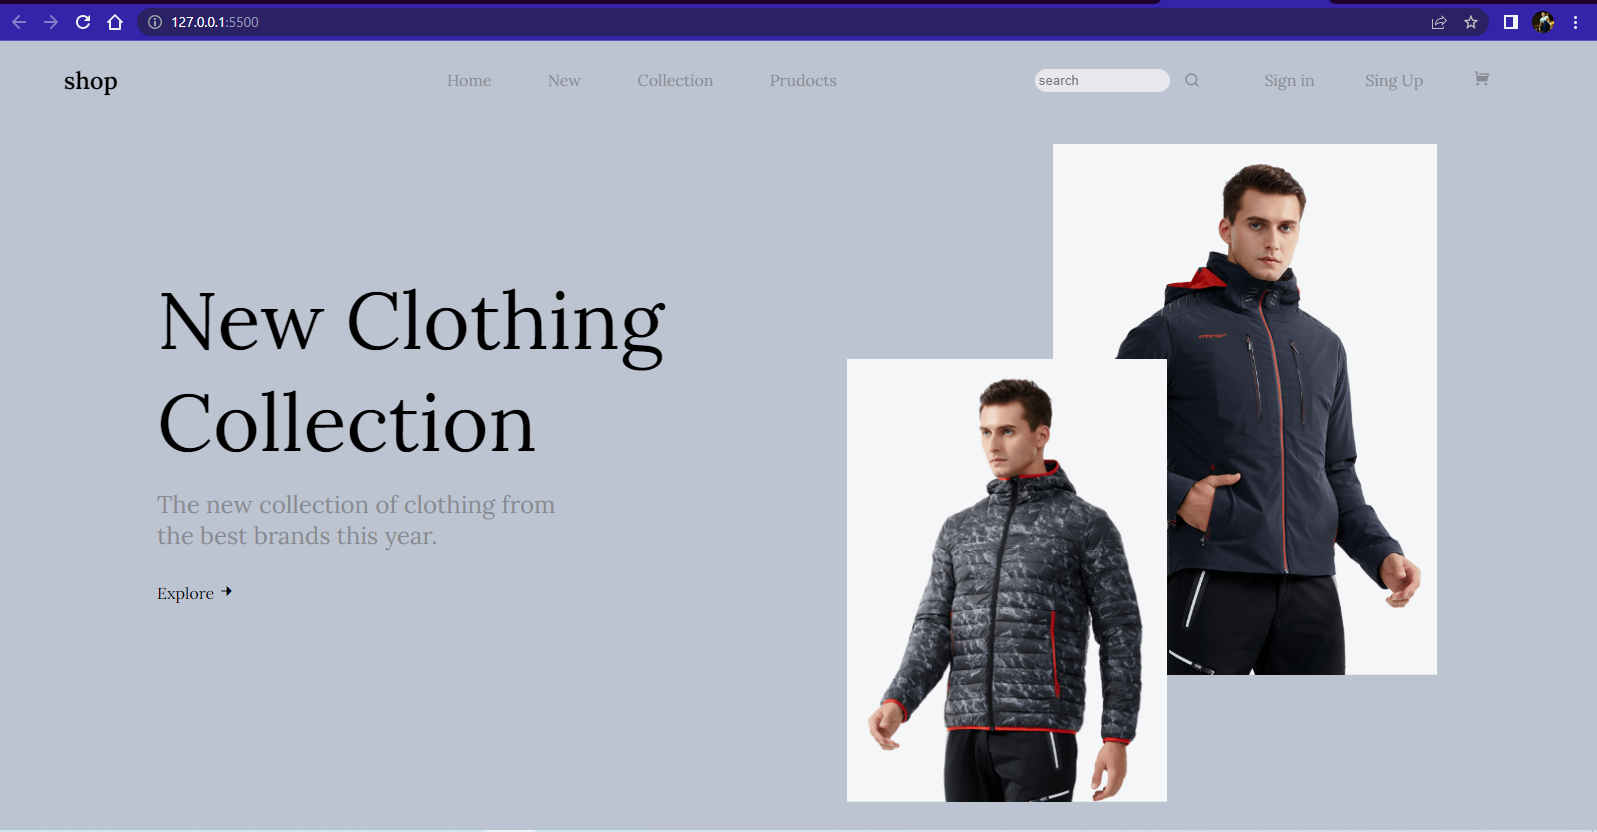 127.0.0.1:5500
shop
Home
New
Collection
Prudocts
search
Sign in
Sing Up
New Clothing
Collection
The new collection of clothing from
the best brands this year.
Explore